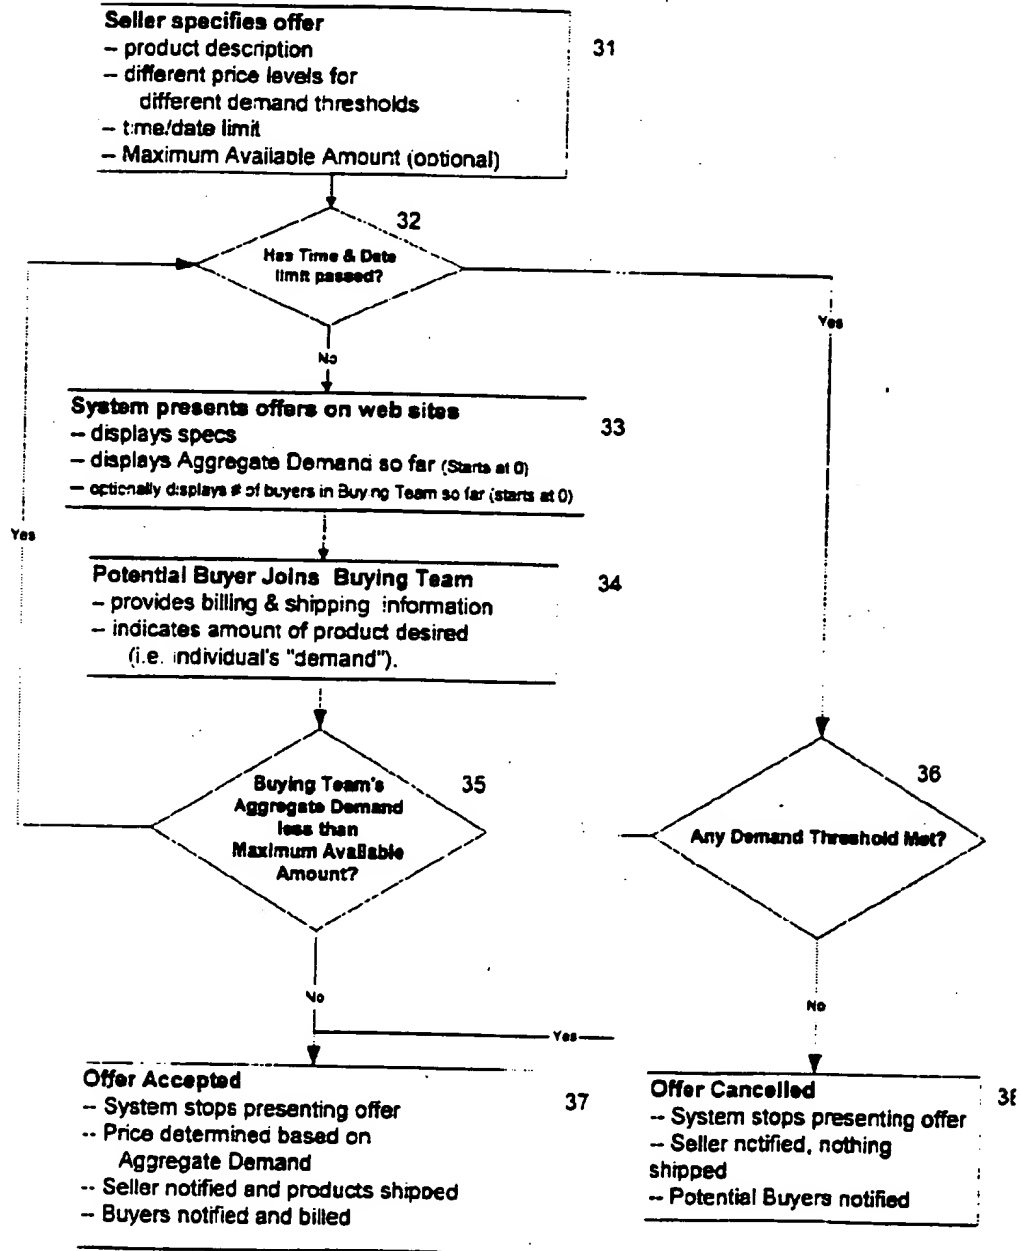 Seller specifies offer
-- product description
-- different price levels for
different demand thresholds
-- time/date limit
-- Maximum Available Amount (optional)
31
32
Has Time & Date
limit passed?
Yes
No
System presents offers on web sites
-- displays specs
-- displays Aggregate Demand so far (Starts at 0)
-- optionally displays # of buyers in Buying Team so far (starts at 0)
33
Yes
Potential Buyer Joins Buying Team
-- provides billing & shipping information
-- indicates amount of product desired
(i.e. individual's "demand").
34
35
Buying Team's
Aggregate Demand
less than
Maximum Available
Amount?
36
Any Demand Threshold Met?
No
No
Yes
Offer Accepted
-- System stops presenting offer
-- Price determined based on
Aggregate Demand
-- Seller notified and products shipped
-- Buyers notified and billed
37
Offer Cancelled
-- System stops presenting offer
-- Seller notified, nothing
shipped
-- Potential Buyers notified